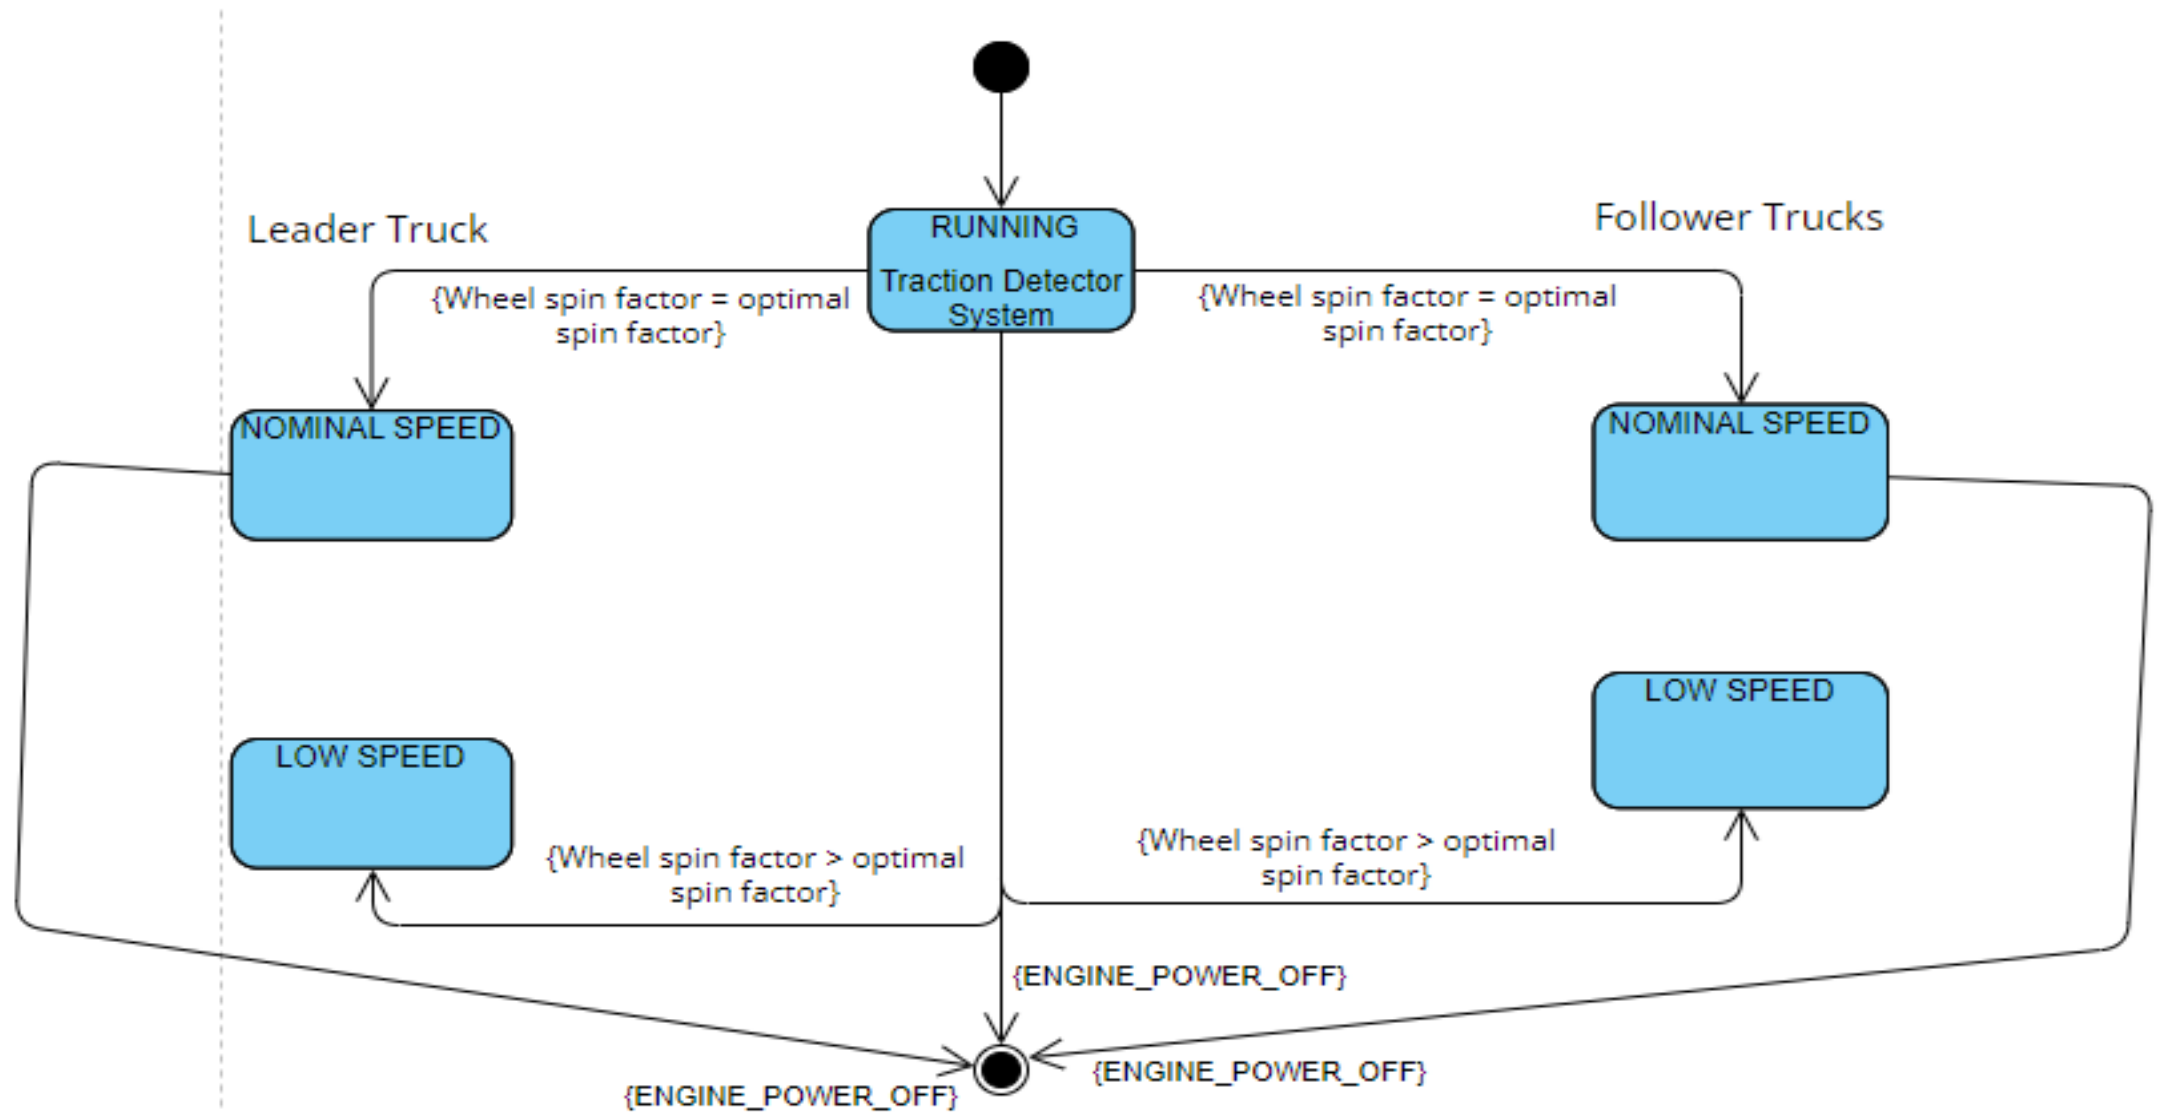 RUNNING
Traction Detector
System
Leader Truck
Follower Trucks
{Wheel spin factor = optimal
spin factor}
{Wheel spin factor = optimal
spin factor}
NOMINAL SPEED
NOMINAL SPEED
LOW SPEED
LOW SPEED
{Wheel spin factor > optimal
spin factor}
{Wheel spin factor > optimal
spin factor}
{ENGINE_POWER_OFF}
{ENGINE_POWER_OFF}
{ENGINE_POWER_OFF}